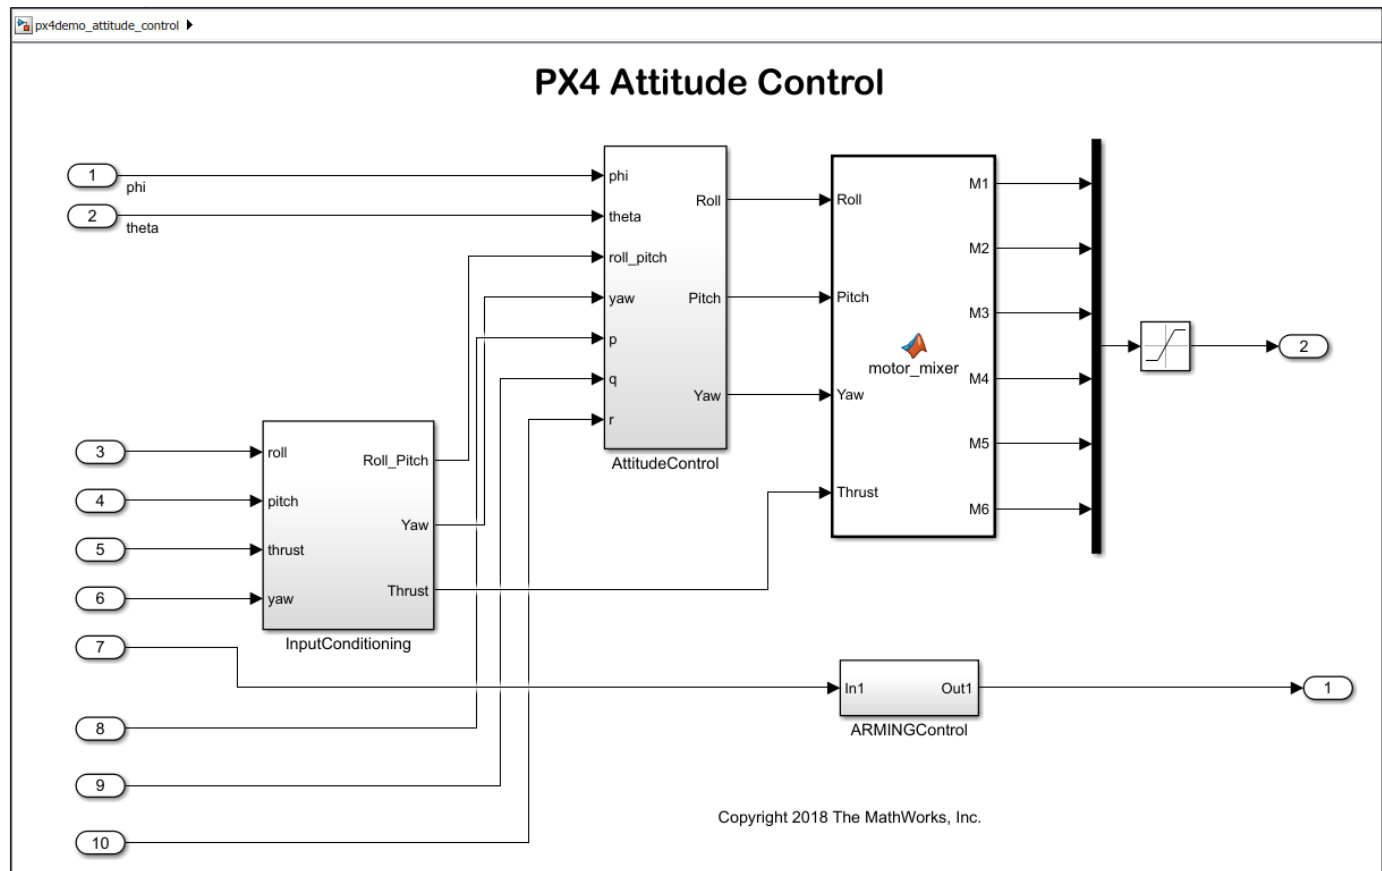 px4demo_attitude_control
PX4 Attitude Control
1
phi
2
theta
phi
theta
roll_pitch
yaw
p
q
r
Roll
Pitch
Yaw
AttitudeControl
Roll
Pitch
Yaw
Thrust
motor_mixer
M1
M2
M3
M4
M5
M6
2
3
4
5
6
7
8
9
10
roll
pitch
thrust
yaw
Roll_Pitch
Yaw
Thrust
InputConditioning
In1
Out1
ARMINGControl
1
Copyright 2018 The MathWorks, Inc.